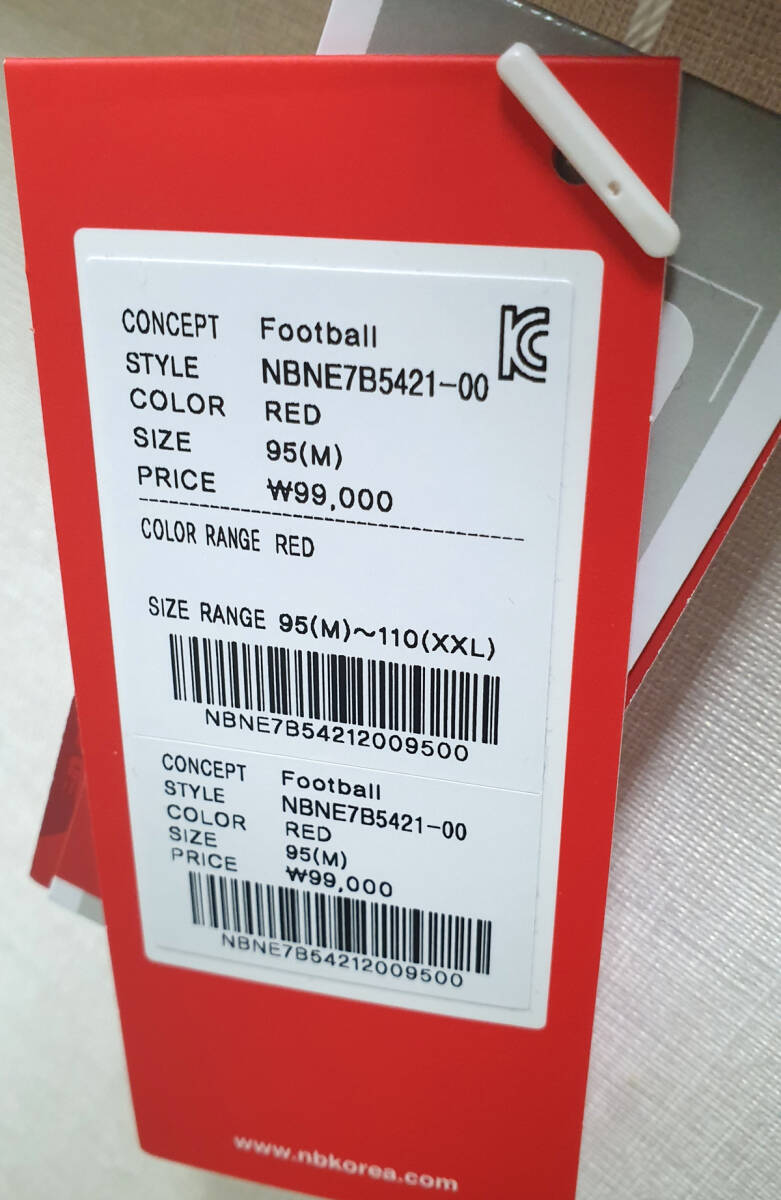 CONCEPT Football
STYLE NBNE7B5421-00
COLOR RED
SIZE 95(M)
PRICE ₩99,000
COLOR RANGE RED
SIZE RANGE 95(M)~110(XXL)
NBNE7B54212009500
CONCEPT Football
STYLE NBNE7B5421-00
COLOR RED
SIZE 95(M)
PRICE ₩99,000
NBNE7B54212009500
www.nbkorea.com